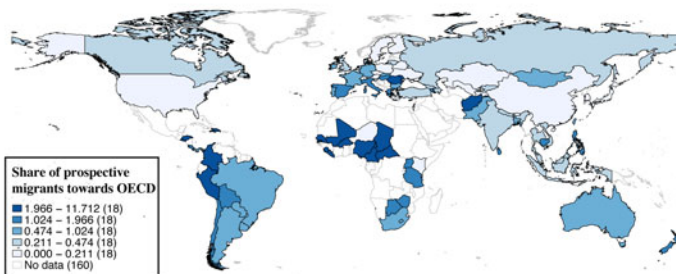 Share of prospective
migrants towards OECD
1.966 – 11.712 (18)
1.024 – 1.966 (18)
0.474 – 1.024 (18)
0.211 – 0.474 (18)
0.000 – 0.211 (18)
No data (160)